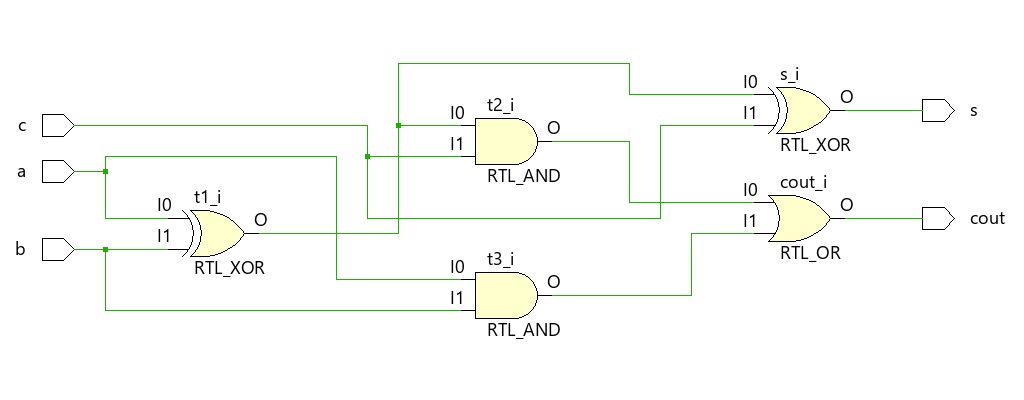 s_i
I0
O
I1
s
RTL_XOR
t2_i
I0
O
I1
RTL_AND
c
a
t1_i
I0
O
I1
b
RTL_XOR
cout_i
I0
O
I1
cout
RTL_OR
t3_i
I0
O
I1
RTL_AND